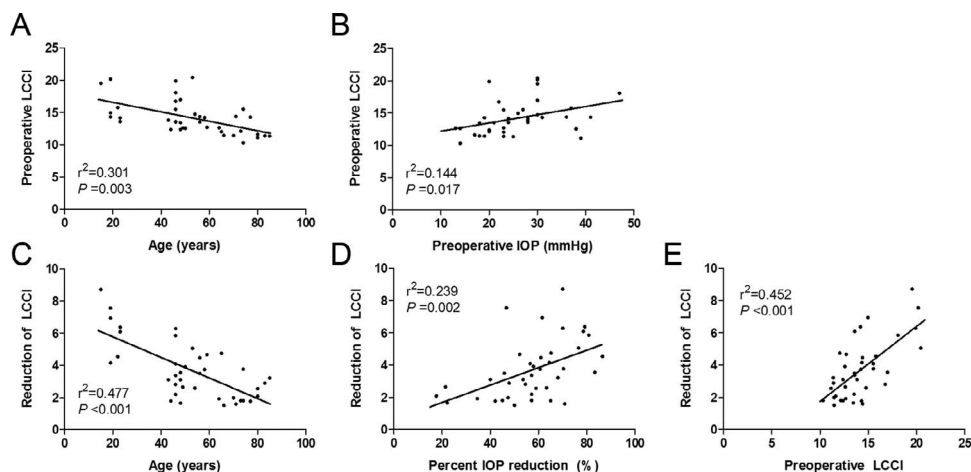 A
Preoperative LCCI
25
20
15
10
5
0
r²=0.301
P =0.003
0 20 40 60 80 100
Age (years)
B
Preoperative LCCI
25
20
15
10
5
0
r²=0.144
P =0.017
0 10 20 30 40 50
Preoperative IOP (mmHg)
C
Reduction of LCCI
10
8
6
4
2
0
r²=0.477
P <0.001
0 20 40 60 80 100
Age (years)
D
Reduction of LCCI
10
8
6
4
2
0
r²=0.239
P =0.002
0 20 40 60 80 100
Percent IOP reduction (%)
E
Reduction of LCCI
10
8
6
4
2
0
r²=0.452
P <0.001
0 5 10 15 20 25
Preoperative LCCI